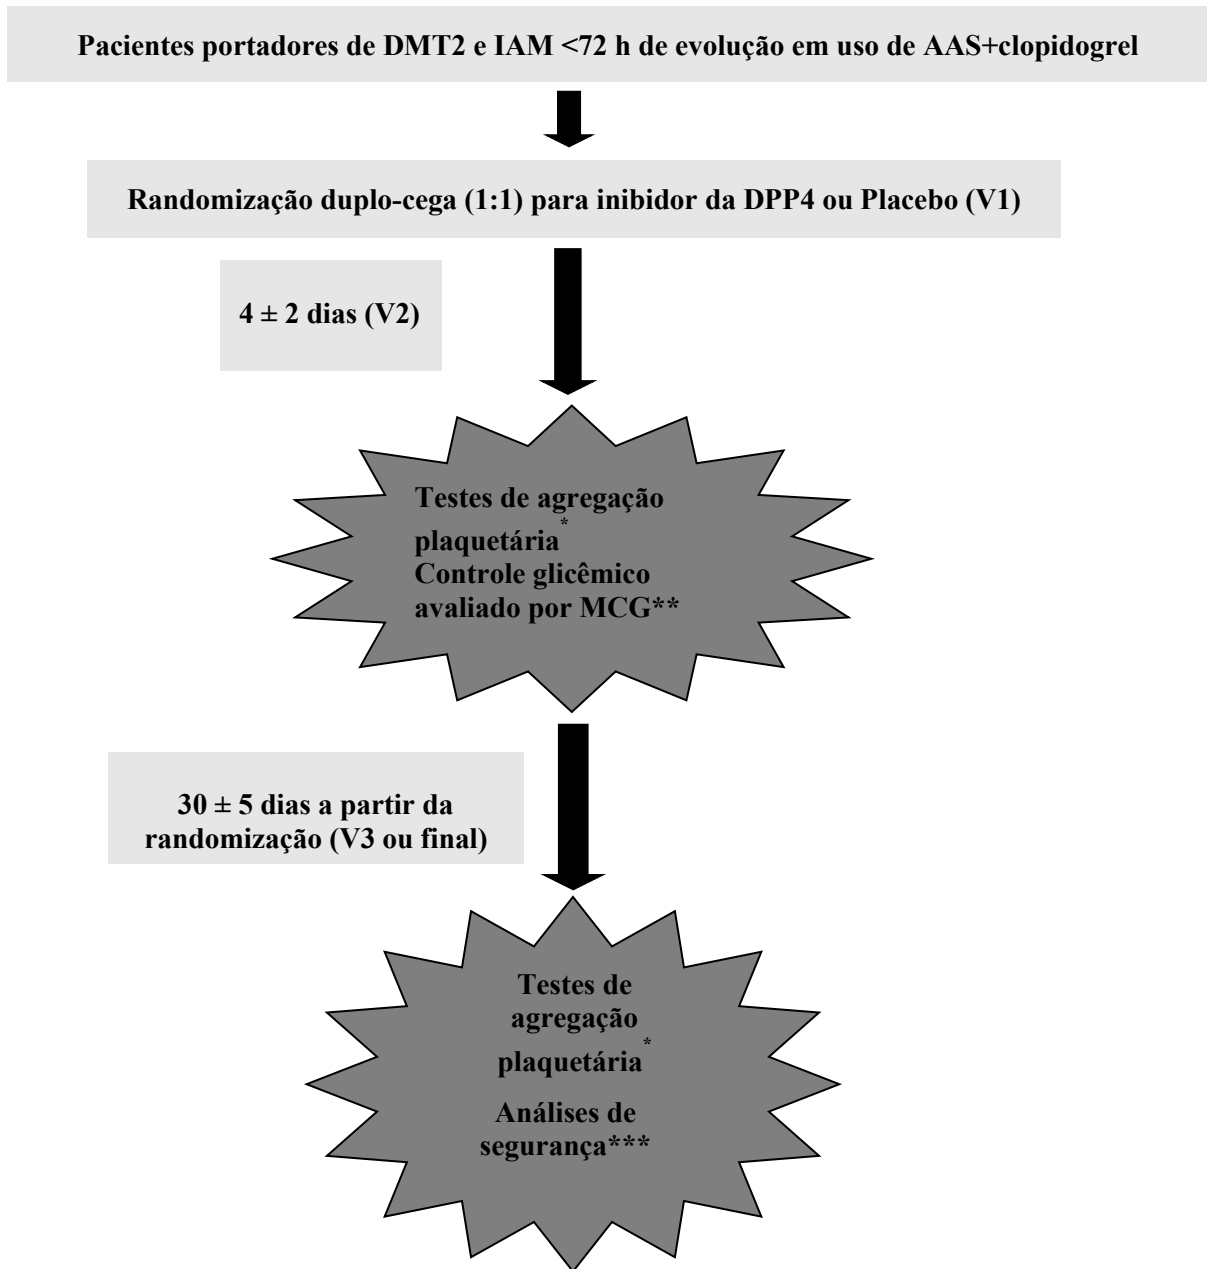 Pacientes portadores de DMT2 e IAM <72 h de evolução em uso de AAS+clopidogrel
Randomização duplo-cega (1:1) para inibidor da DPP4 ou Placebo (V1)
4 ± 2 dias (V2)
Testes de agregação
plaquetária*
Controle glicêmico
avaliado por MCG**
30 ± 5 dias a partir da
randomização (V3 ou final)
Testes de
agregação
plaquetária*
Análises de
segurança***